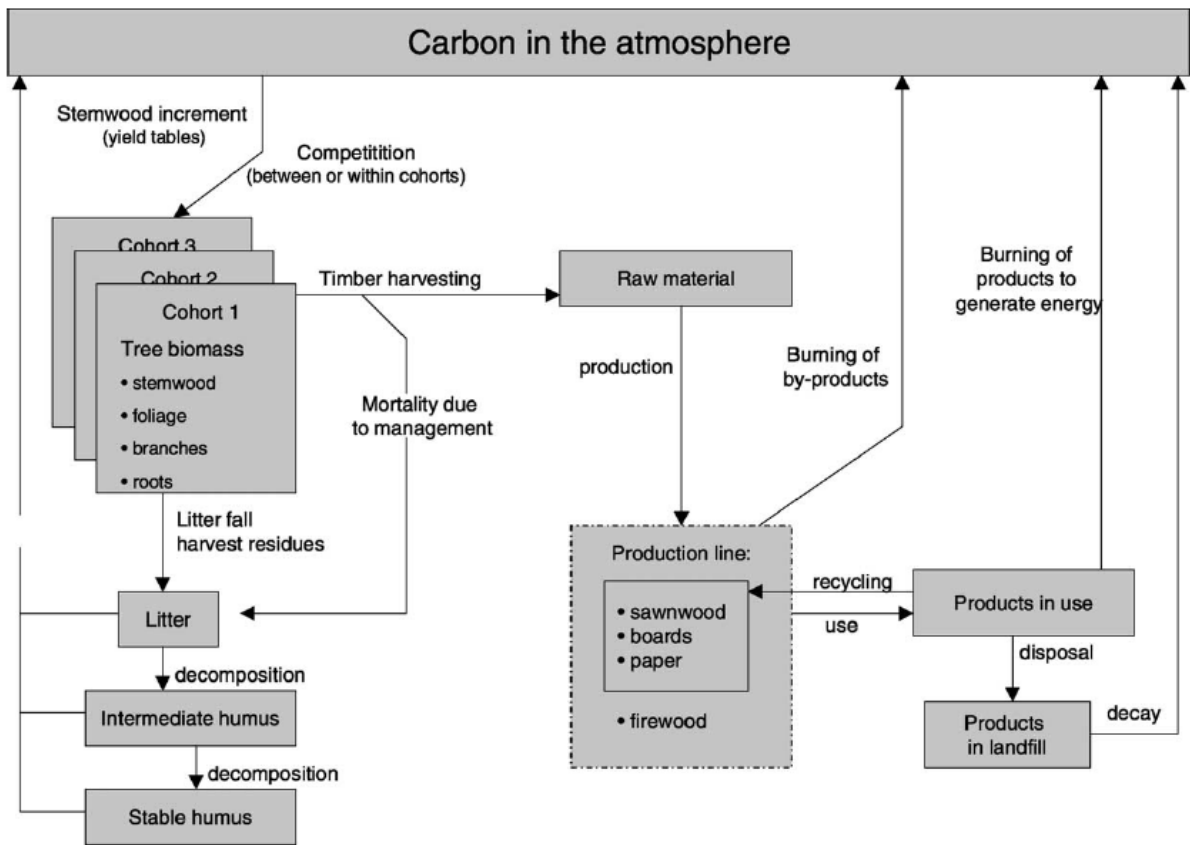 Carbon in the atmosphere
Stemwood increment
(yield tables)
Competitition
(between or within cohorts)
Cohort 3
Cohort 2
Cohort 1
Tree biomass
• stemwood
• foliage
• branches
• roots
Timber harvesting
Mortality due
to management
Litter fall
harvest residues
Litter
decomposition
Intermediate humus
decomposition
Stable humus
Raw material
production
Burning of
by-products
Production line:
• sawnwood
• boards
• paper
• firewood
recycling
use
Burning of
products to
generate energy
Products in use
disposal
Products
in landfill
decay